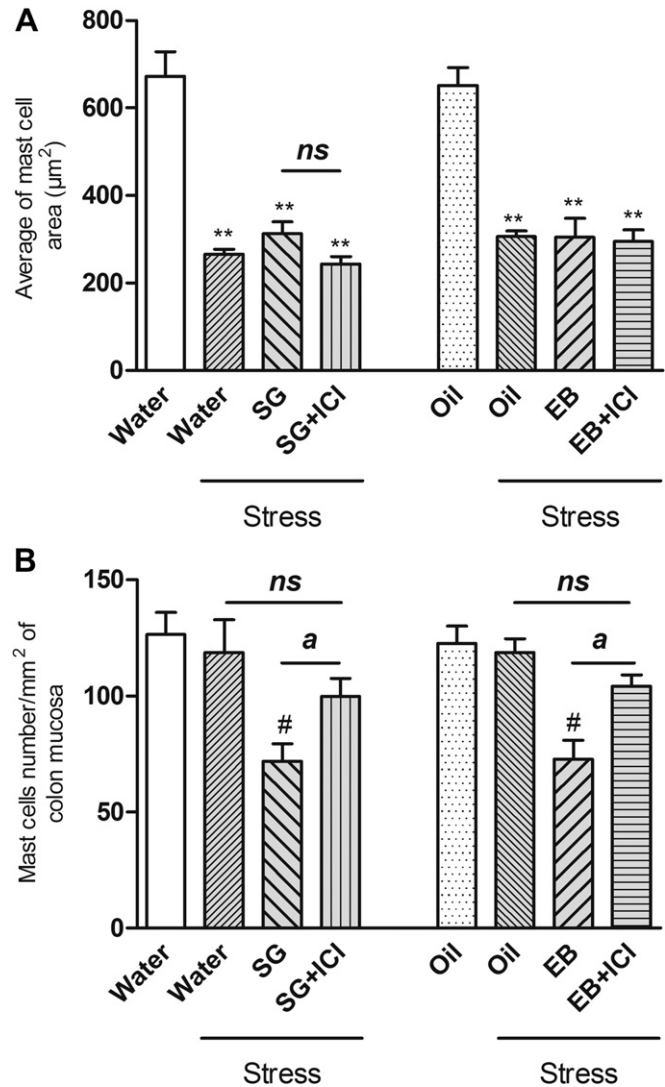 A
Average of mast cell
area (µm²)
800
600
400
200
0
ns
** ** ** ** ** **
Water Water SG SG+ICI Oil Oil EB EB+ICI
Stress Stress
B
Mast cells number/mm² of
colon mucosa
150
100
50
0
ns ns
a a
# #
Water Water SG SG+ICI Oil Oil EB EB+ICI
Stress Stress